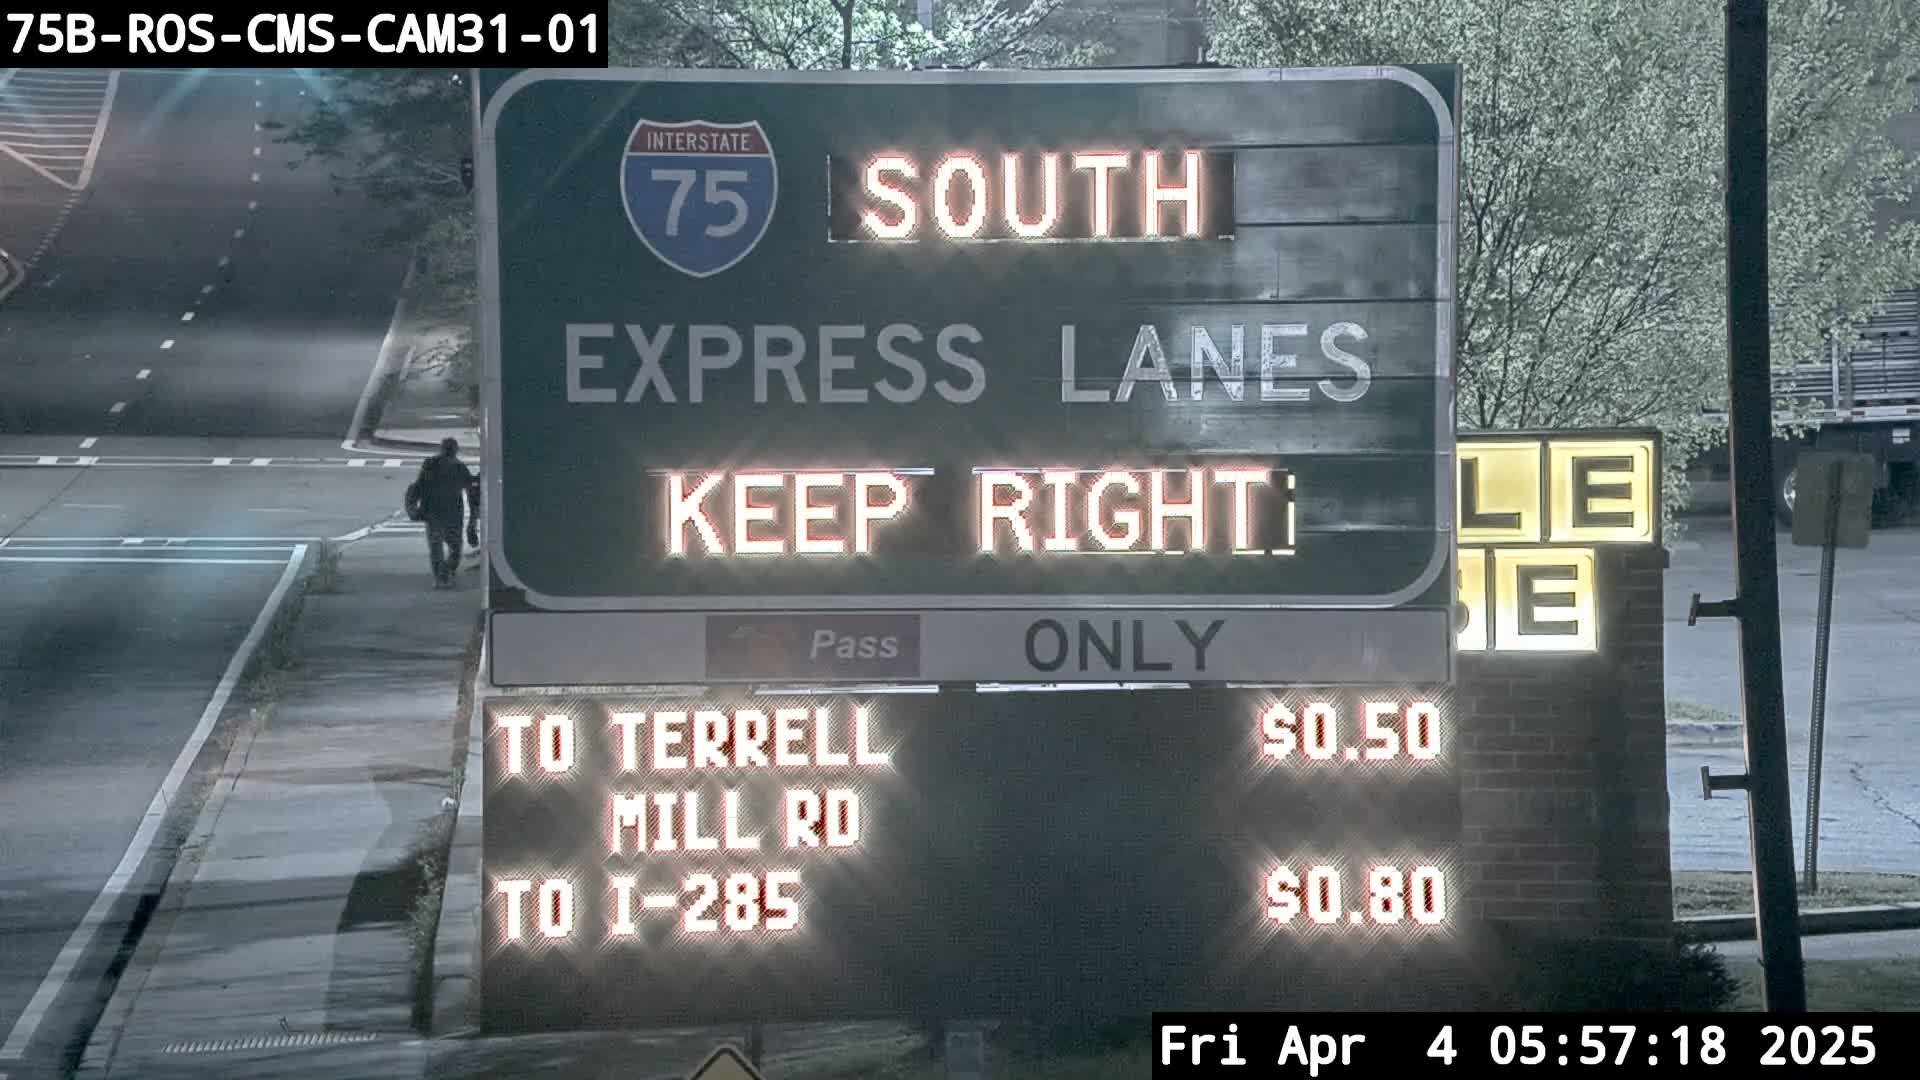 75B-ROS-CMS-CAM31-01
INTERSTATE
75
SOUTH
EXPRESS LANES
KEEP RIGHT
Pass ONLY
TO TERRELL $0.50
MILL RD
TO I-285 $0.80
LE
E
Fri Apr 4 05:57:18 2025